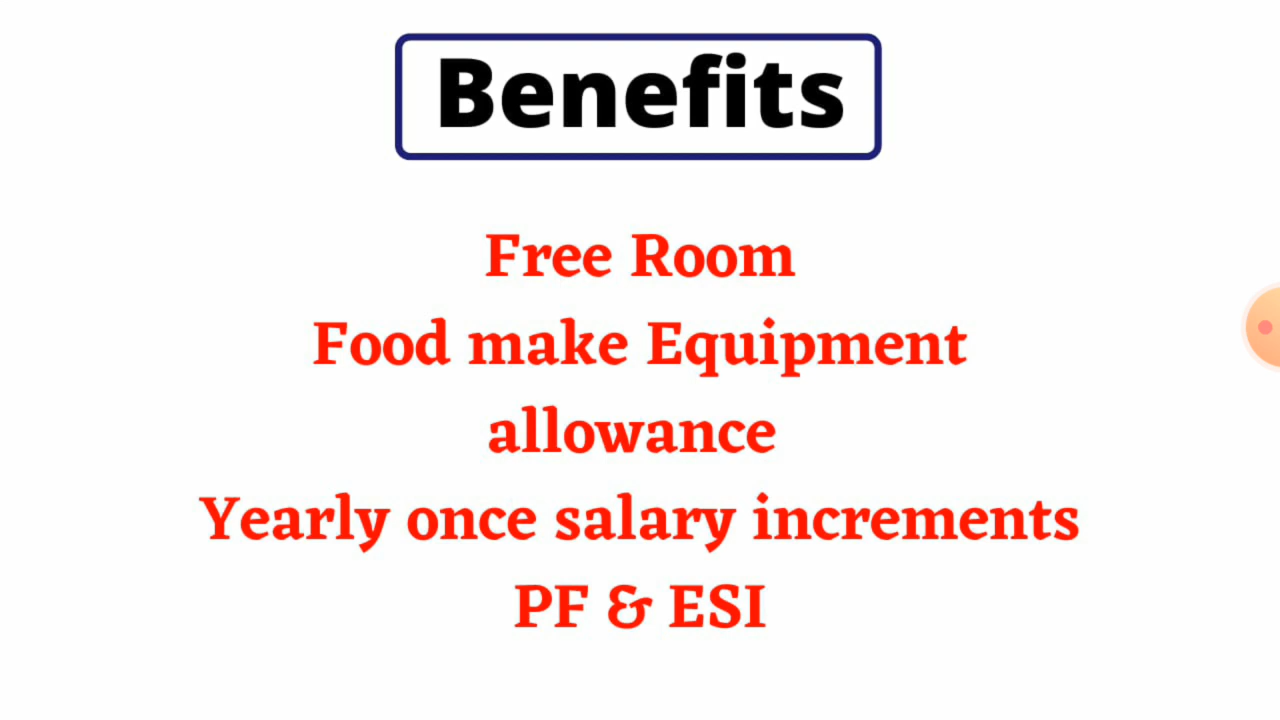 Benefits
Free Room
Food make Equipment
allowance
Yearly once salary increments
PF & ESI